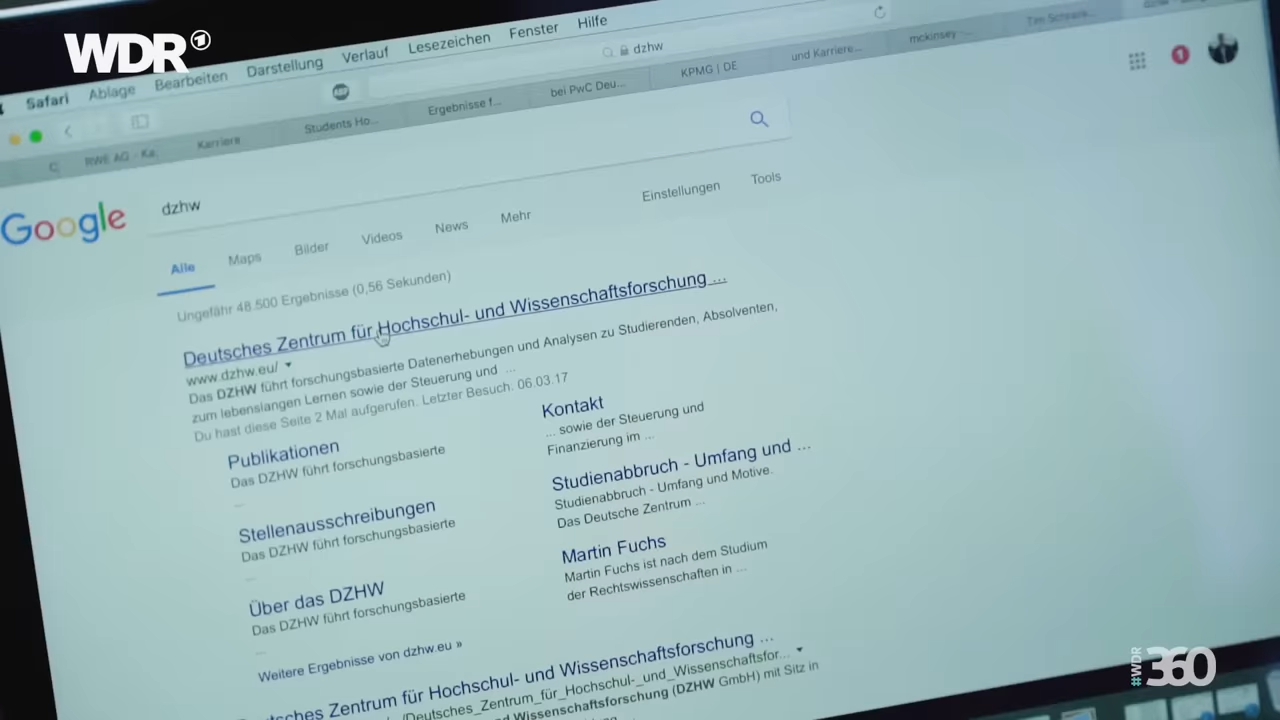 WDR
Safari Ablage Bearbeiten Darstellung Verlauf Lesezeichen Fenster Hilfe
dzhw
RWE AG - Ka. Karriere Students Ho... Ergebnisse f... bei PwC Deu... KPMG | DE und Karriere... mckinsey -...
1
Google
dzhw
Alle Maps Bilder Videos News Mehr Einstellungen Tools
Ungefähr 48.500 Ergebnisse (0,56 Sekunden)
Deutsches Zentrum für Hochschul- und Wissenschaftsforschung ...
www.dzhw.eu/
Das DZHW führt forschungsbasierte Datenerhebungen und Analysen zu Studierenden, Absolventen,
zum lebenslangen Lernen sowie der Steuerung und ...
Du hast diese Seite 2 Mal aufgerufen. Letzter Besuch. 06.03.17
Publikationen
Das DZHW führt forschungsbasierte
...
Stellenausschreibungen
Das DZHW führt forschungsbasierte
...
Über das DZHW
Das DZHW führt forschungsbasierte
...
Kontakt
... sowie der Steuerung und
Finanzierung im ...
Studienabbruch - Umfang und ...
Studienabbruch - Umfang und Motive.
Das Deutsche Zentrum ...
Martin Fuchs
Martin Fuchs ist nach dem Studium
der Rechtswissenschaften in ...
Weitere Ergebnisse von dzhw.eu »
Zentrum für Hochschul- und Wissenschaftsforschung ...
/Deutsches_Zentrum_für_Hochschul-_und_Wissenschaftsfor...
Wissenschaftsforschung (DZHW GmbH) mit Sitz in
#WDR360